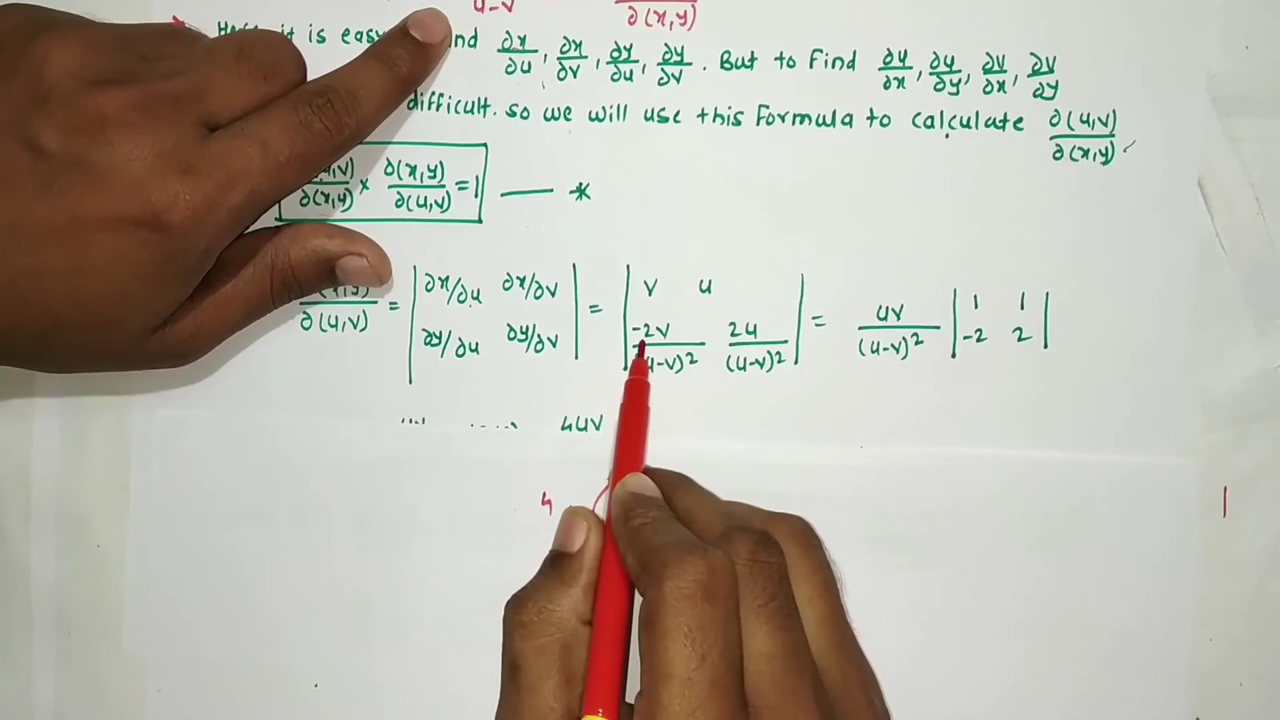 u-v ∂(x,y)
it is easy ∂x/∂u, ∂x/∂v, ∂y/∂u, ∂y/∂v. But to Find ∂u/∂x, ∂u/∂y, ∂v/∂x, ∂v/∂y
difficult. so we will use this Formula to calculate ∂(u,v)/∂(x,y)
∂(x,y) × ∂(x,y)/∂(u,v) = 1 —— *
∂(u,v) = | ∂x/∂u ∂x/∂v ; ∂y/∂u ∂y/∂v | = | v u ; -2v/(u-v)² 2u/(u-v)² | = uv/(u-v)² | 1 1 ; -2 2 |
4uv
4